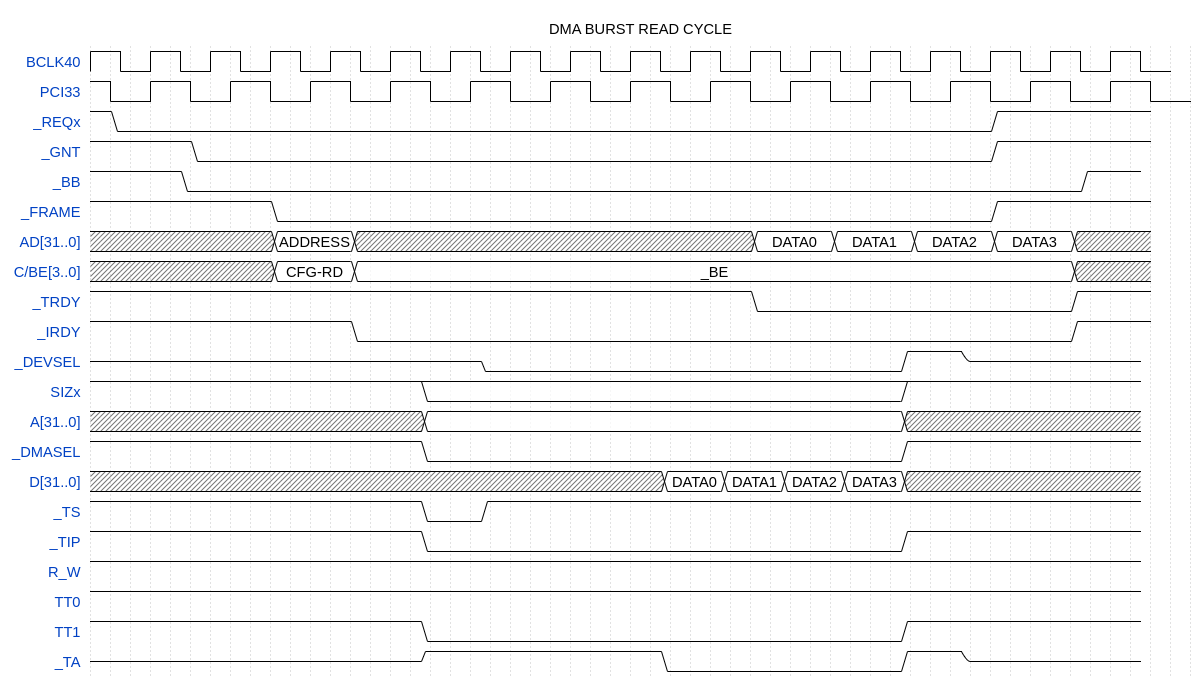 DMA BURST READ CYCLE
BCLK40
PCI33
_REQx
_GNT
_BB
_FRAME
AD[31..0] ADDRESS DATA0 DATA1 DATA2 DATA3
C/BE[3..0] CFG-RD _BE
_TRDY
_IRDY
_DEVSEL
SIZx
A[31..0]
_DMASEL
D[31..0] DATA0 DATA1 DATA2 DATA3
_TS
_TIP
R_W
TT0
TT1
_TA